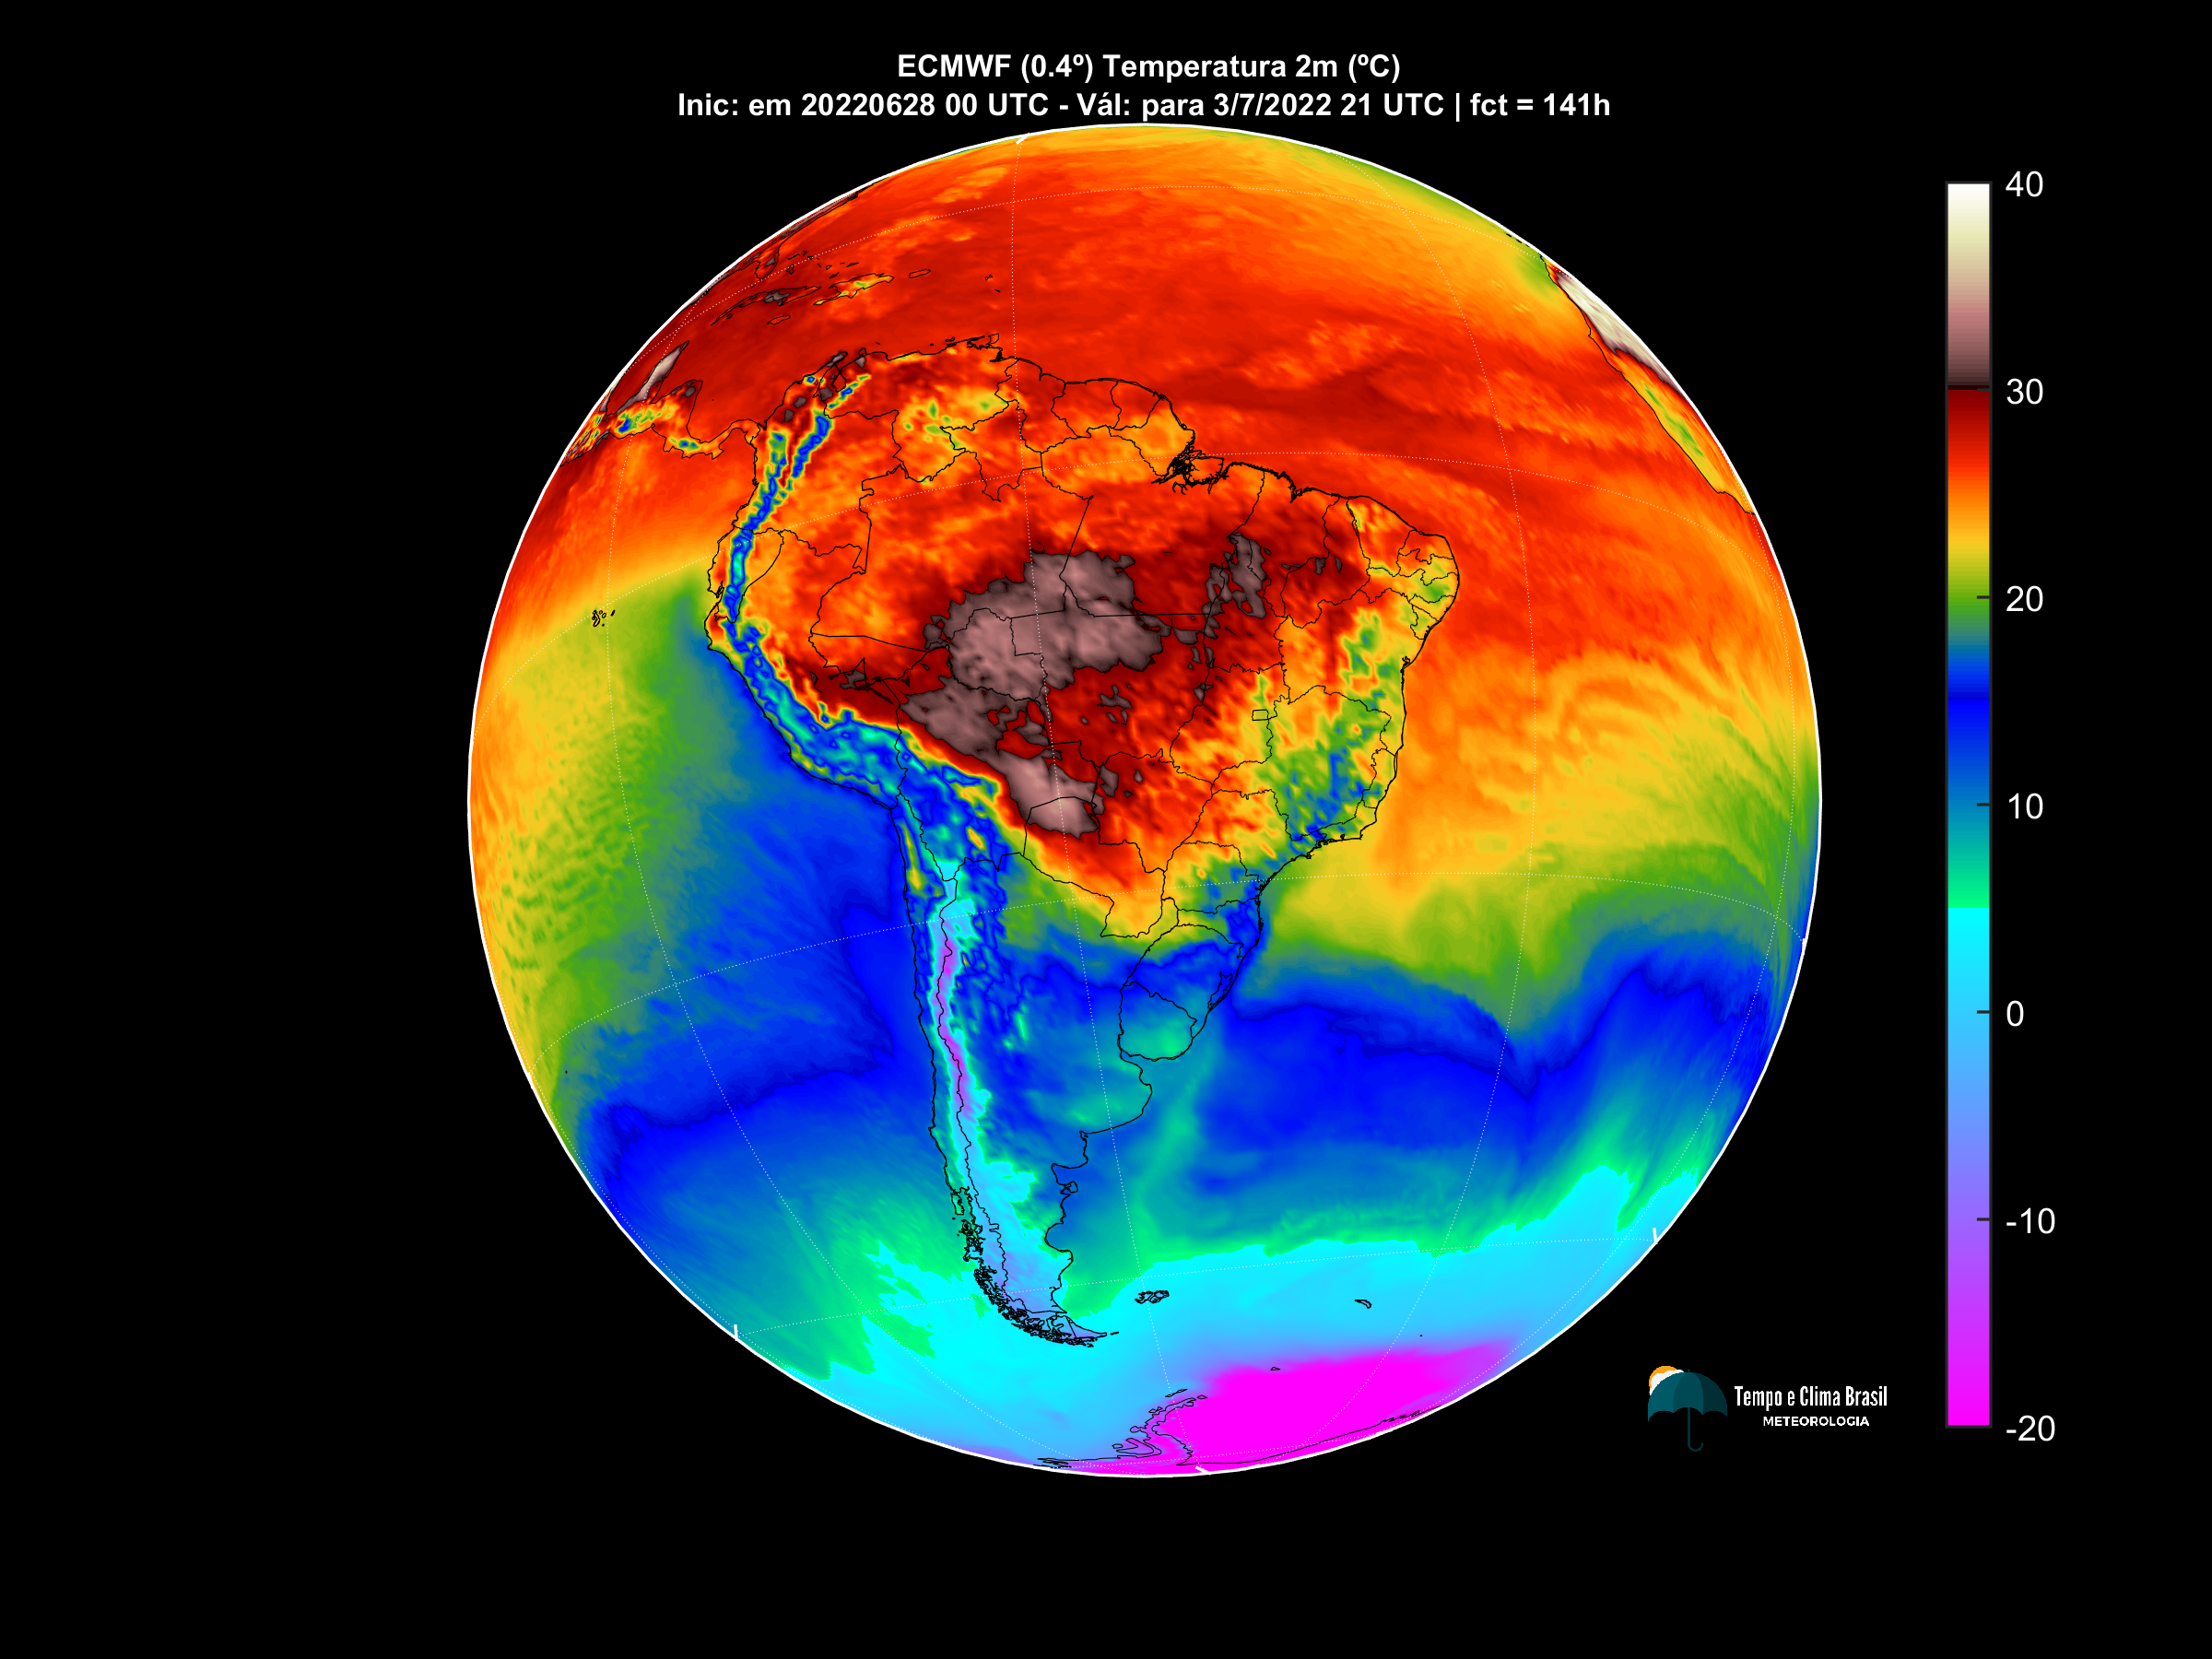 ECMWF (0.4º) Temperatura 2m (ºC)
Inic: em 20220628 00 UTC - Vál: para 3/7/2022 21 UTC | fct = 141h
40
30
20
10
0
-10
-20
Tempo e Clima Brasil
METEOROLOGIA